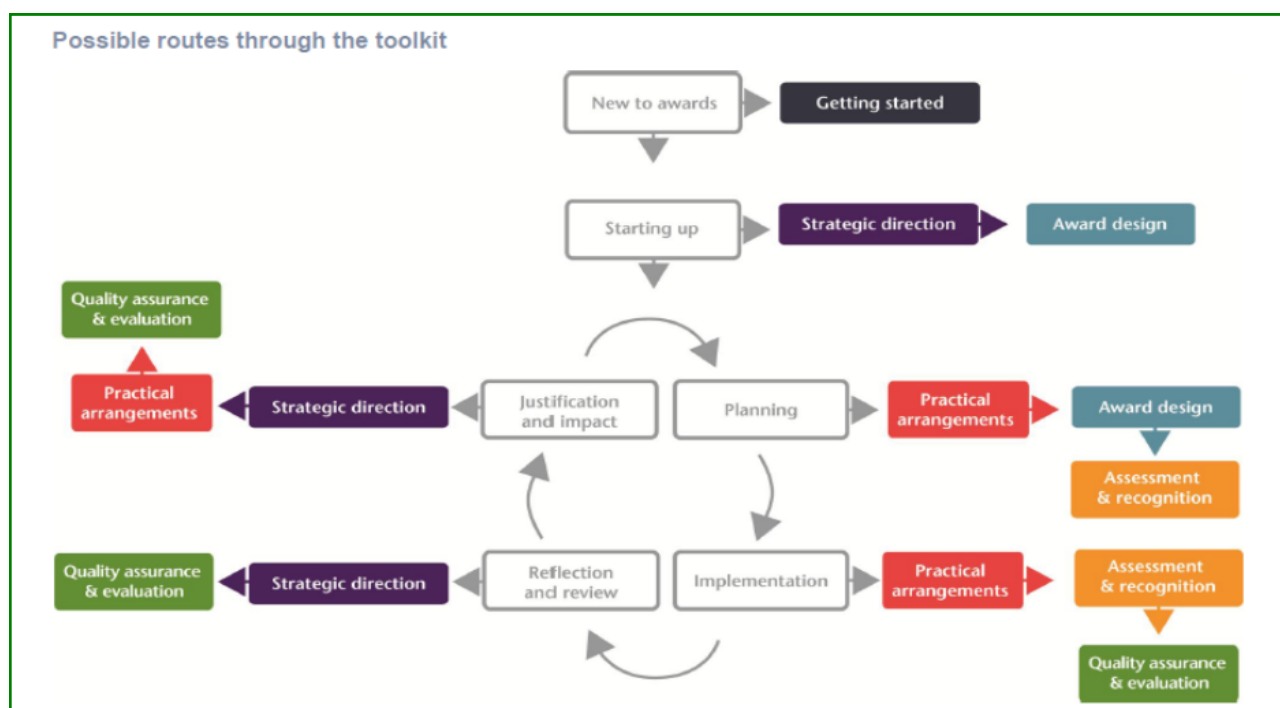 Possible routes through the toolkit
New to awards
Getting started
Starting up
Strategic direction
Award design
Quality assurance
& evaluation
Practical
arrangements
Strategic direction
Justification
and impact
Planning
Practical
arrangements
Award design
Assessment
& recognition
Quality assurance
& evaluation
Strategic direction
Reflection
and review
Implementation
Practical
arrangements
Assessment
& recognition
Quality assurance
& evaluation